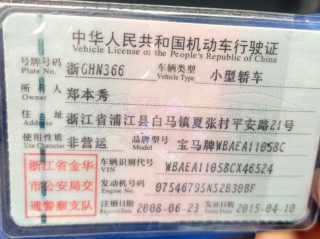 中华人民共和国机动车行驶证
Vehicle License of the People's Republic of China
号牌号码 浙GHN366 车辆类型 小型轿车
Plate No. Vehicle Type
所有人 郑本秀
Owner
住址 浙江省浦江县白马镇夏张村平安路21号
Address
使用性质 非营运 品牌型号 宝马牌WBAEA11058C
Use Character Model
浙江省金华
市公安局交
通警察支队
车辆识别代号 WBAEA11058CX46524
VIN
发动机号码 07546795N52B30BF
Engine No.
注册日期 2008-06-23 发证日期 2015-04-10
Register Date Issue Date